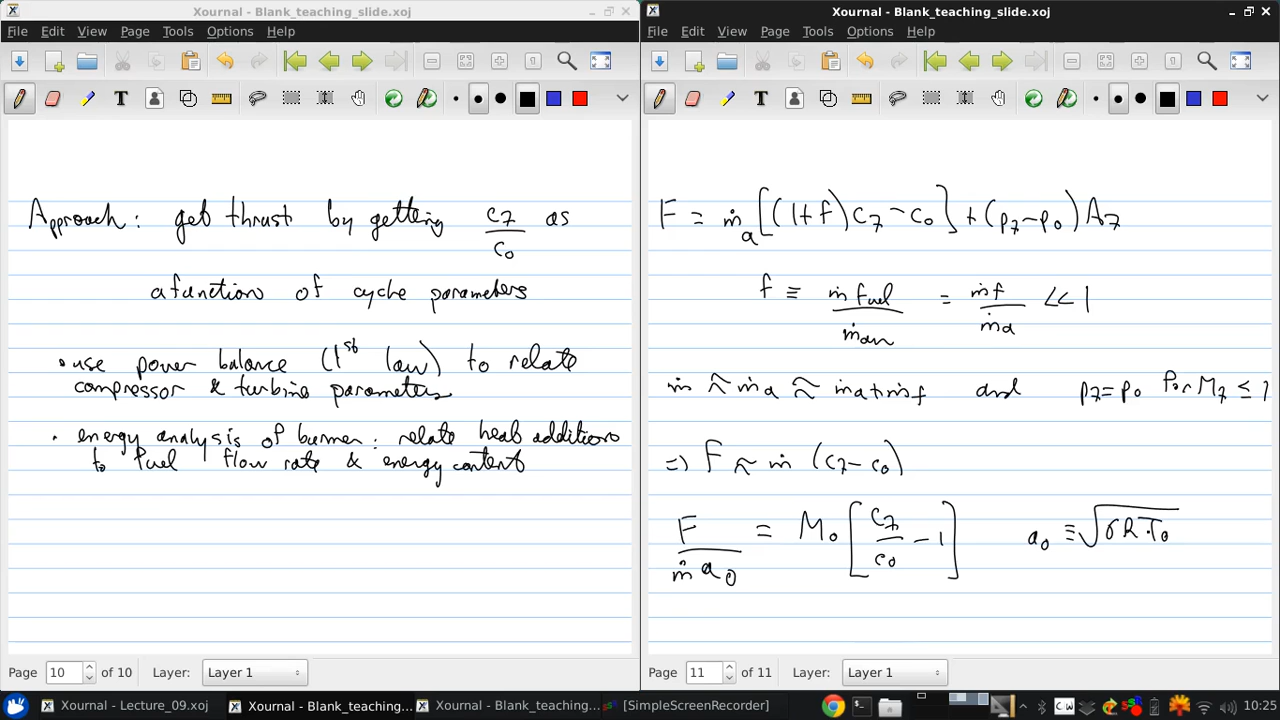 Xournal - Blank_teaching_slide.xoj
File Edit View Page Tools Options Help
Approach: get thrust by getting c7/c0 as
a function of cycle parameters
• use power balance (1st law) to relate
compressor & turbine parameters
• energy analysis of burner: relate heat addition
to fuel flow rate & energy content
Page 10 of 10 Layer: Layer 1
Xournal - Blank_teaching_slide.xoj
File Edit View Page Tools Options Help
F = ṁa [(1+f) c7 - c0] + (p7-p0) A7
f ≡ ṁfuel/ṁair = ṁf/ṁa << 1
ṁ ≈ ṁa ≈ ṁa+ṁf and p7=p0 for M7 ≤ 1
=> F ≈ ṁ (c7-c0)
F/ṁa0 = M0 [c7/c0 - 1] a0 ≡ √γRT0
Page 11 of 11 Layer: Layer 1
Xournal - Lecture_09.xoj Xournal - Blank_teaching_... Xournal - Blank_teaching_... [SimpleScreenRecorder] 10:25